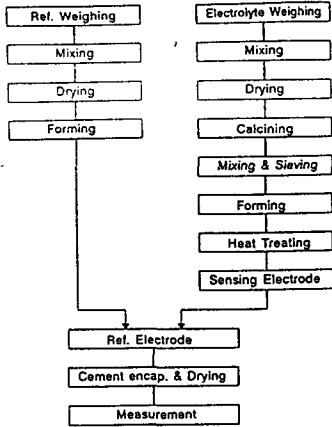 Ref. Weighing
Mixing
Drying
Forming
Electrolyte Weighing
Mixing
Drying
Calcining
Mixing & Sieving
Forming
Heat Treating
Sensing Electrode
Ref. Electrode
Cement encap. & Drying
Measurement